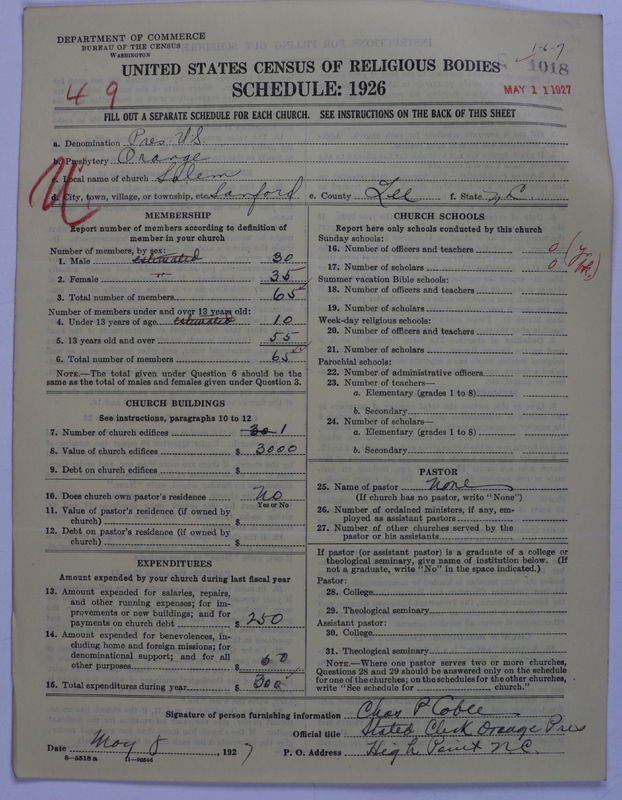 DEPARTMENT OF COMMERCE
BUREAU OF THE CENSUS
WASHINGTON
1-6-7
1018
MAY 11 1927
UNITED STATES CENSUS OF RELIGIOUS BODIES
SCHEDULE: 1926
49
FILL OUT A SEPARATE SCHEDULE FOR EACH CHURCH. SEE INSTRUCTIONS ON THE BACK OF THIS SHEET
a. Denomination Pres. U.S
b. Presbytery Orange
c. Local name of church Salem
d. City, town, village, or township, etc. Sanford e. County Lee f. State N.C.
MEMBERSHIP
Report number of members according to definition of
member in your church
Number of members, by sex:
1. Male estimated 30
2. Female " 35
3. Total number of members 65
Number of members under and over 13 years old:
4. Under 13 years of age estimated 10
5. 13 years old and over 55
6. Total number of members 65
NOTE.—The total given under Question 6 should be the
same as the total of males and females given under Question 3.
CHURCH BUILDINGS
See instructions, paragraphs 10 to 12
7. Number of church edifices 30 1
8. Value of church edifices $ 3000
9. Debt on church edifices $
10. Does church own pastor's residence No
Yes or No
11. Value of pastor's residence (if owned by
church) $
12. Debt on pastor's residence (if owned by
church) $
EXPENDITURES
Amount expended by your church during last fiscal year
13. Amount expended for salaries, repairs,
and other running expenses; for im-
provements or new buildings; and for
payments on church debt $ 250
14. Amount expended for benevolences, in-
cluding home and foreign missions; for
denominational support; and for all
other purposes 50
15. Total expenditures during year $ 300
CHURCH SCHOOLS
Report here only schools conducted by this church
Sunday schools:
16. Number of officers and teachers 0
17. Number of scholars 0
Summer vacation Bible schools:
18. Number of officers and teachers
19. Number of scholars
Week-day religious schools:
20. Number of officers and teachers
21. Number of scholars
Parochial schools:
22. Number of administrative officers
23. Number of teachers—
a. Elementary (grades 1 to 8)
b. Secondary
24. Number of scholars—
a. Elementary (grades 1 to 8)
b. Secondary
PASTOR
25. Name of pastor None
(If church has no pastor, write "None")
26. Number of ordained ministers, if any, em-
ployed as assistant pastors
27. Number of other churches served by the
pastor or his assistants
If pastor (or assistant pastor) is a graduate of a college or
theological seminary, give name of institution below. (If
not a graduate, write "No" in the space indicated.)
Pastor:
28. College
29. Theological seminary
Assistant pastor:
30. College
31. Theological seminary
NOTE.—Where one pastor serves two or more churches,
Questions 28 and 29 should be answered only on the schedule
for one of the churches; on the schedules for the other churches,
write "See schedule for church."
Signature of person furnishing information Chas P. Coble
Official title Stated Clerk Orange Pres
Date May 8, 1927 P. O. Address High Point N.C.
8-5518 a